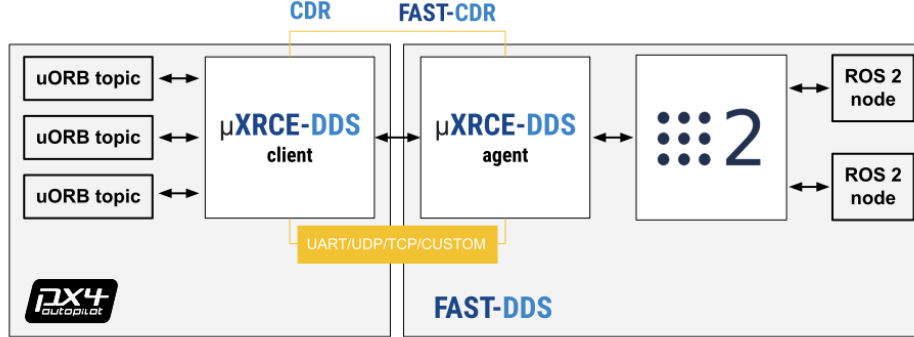 CDR
FAST-CDR
uORB topic
uORB topic
uORB topic
µXRCE-DDS
client
µXRCE-DDS
agent
2
ROS 2
node
ROS 2
node
UART/UDP/TCP/CUSTOM
px4
autopilot
FAST-DDS